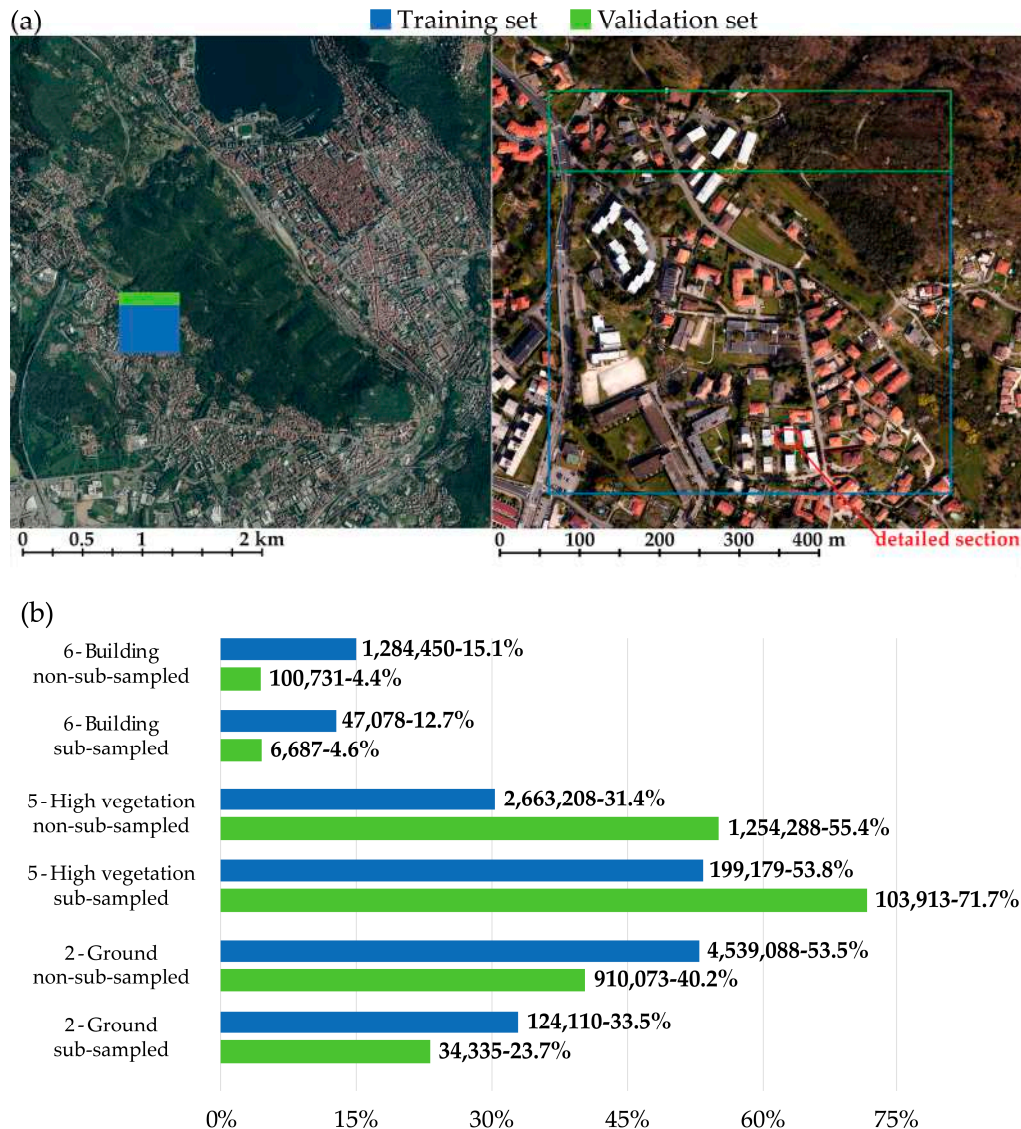 (a)
Training set
Validation set
0 0.5 1 2 km
0 100 200 300 400 m
detailed section
(b)
6-Building
non-sub-sampled
1,284,450-15.1%
100,731-4.4%
6-Building
sub-sampled
47,078-12.7%
6,687-4.6%
5-High vegetation
non-sub-sampled
2,663,208-31.4%
1,254,288-55.4%
5-High vegetation
sub-sampled
199,179-53.8%
103,913-71.7%
2-Ground
non-sub-sampled
4,539,088-53.5%
910,073-40.2%
2-Ground
sub-sampled
124,110-33.5%
34,335-23.7%
0% 15% 30% 45% 60% 75%